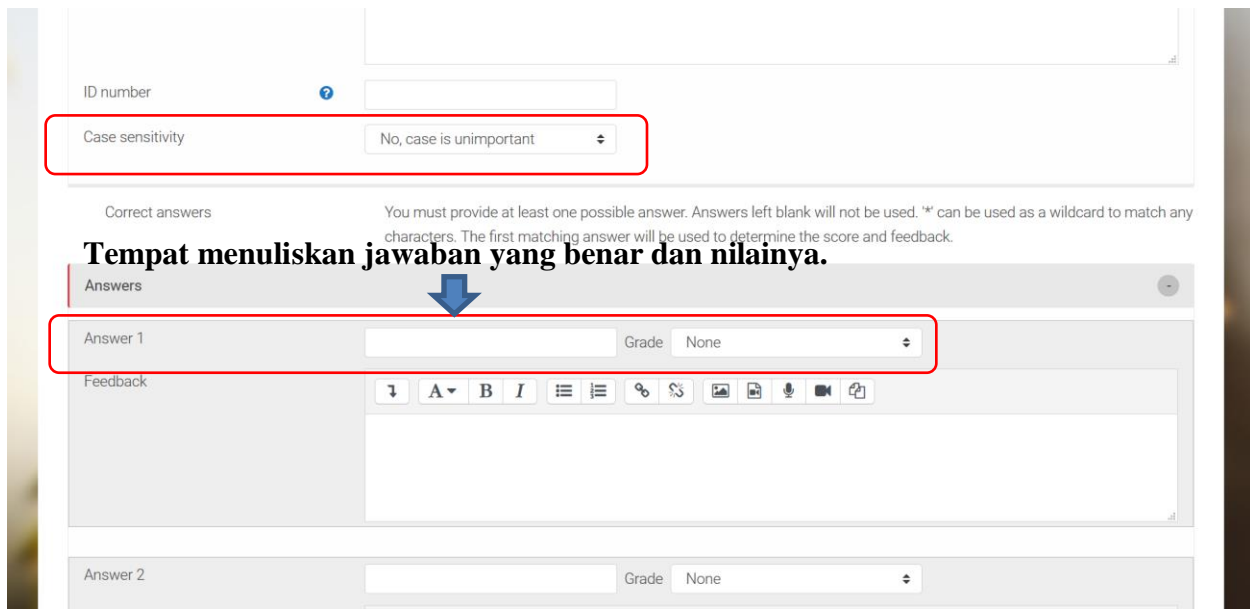 ID number
Case sensitivity No, case is unimportant
Correct answers You must provide at least one possible answer. Answers left blank will not be used. '*' can be used as a wildcard to match any
characters. The first matching answer will be used to determine the score and feedback.
Tempat menuliskan jawaban yang benar dan nilainya.
Answers
Answer 1 Grade None
Feedback
A B I
Answer 2 Grade None